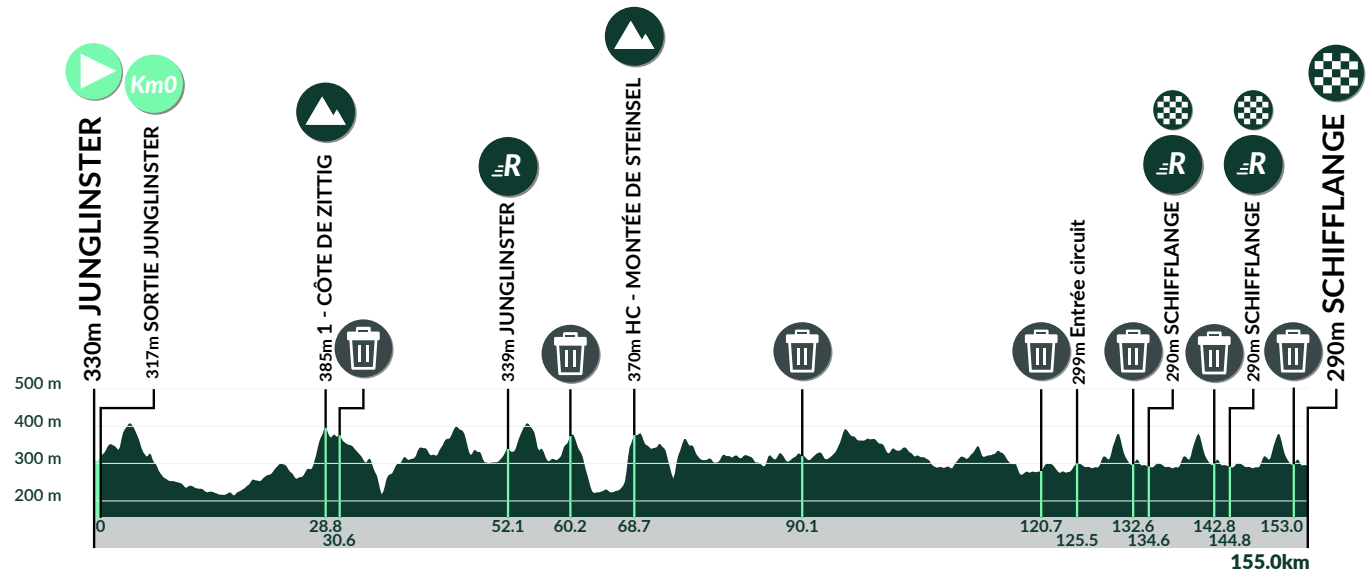 Km0
330m JUNGLINSTER
317m SORTIE JUNGLINSTER
385m 1 - CÔTE DE ZITTIG
R
339m JUNGLINSTER
370m HC - MONTÉE DE STEINSEL
299m Entrée circuit
R
290m SCHIFFLANGE
R
290m SCHIFFLANGE
290m SCHIFFLANGE
500 m
400 m
300 m
200 m
0 28.8 52.1 60.2 68.7 90.1 120.7 132.6 142.8 153.0
30.6 125.5 134.6 144.8
155.0km